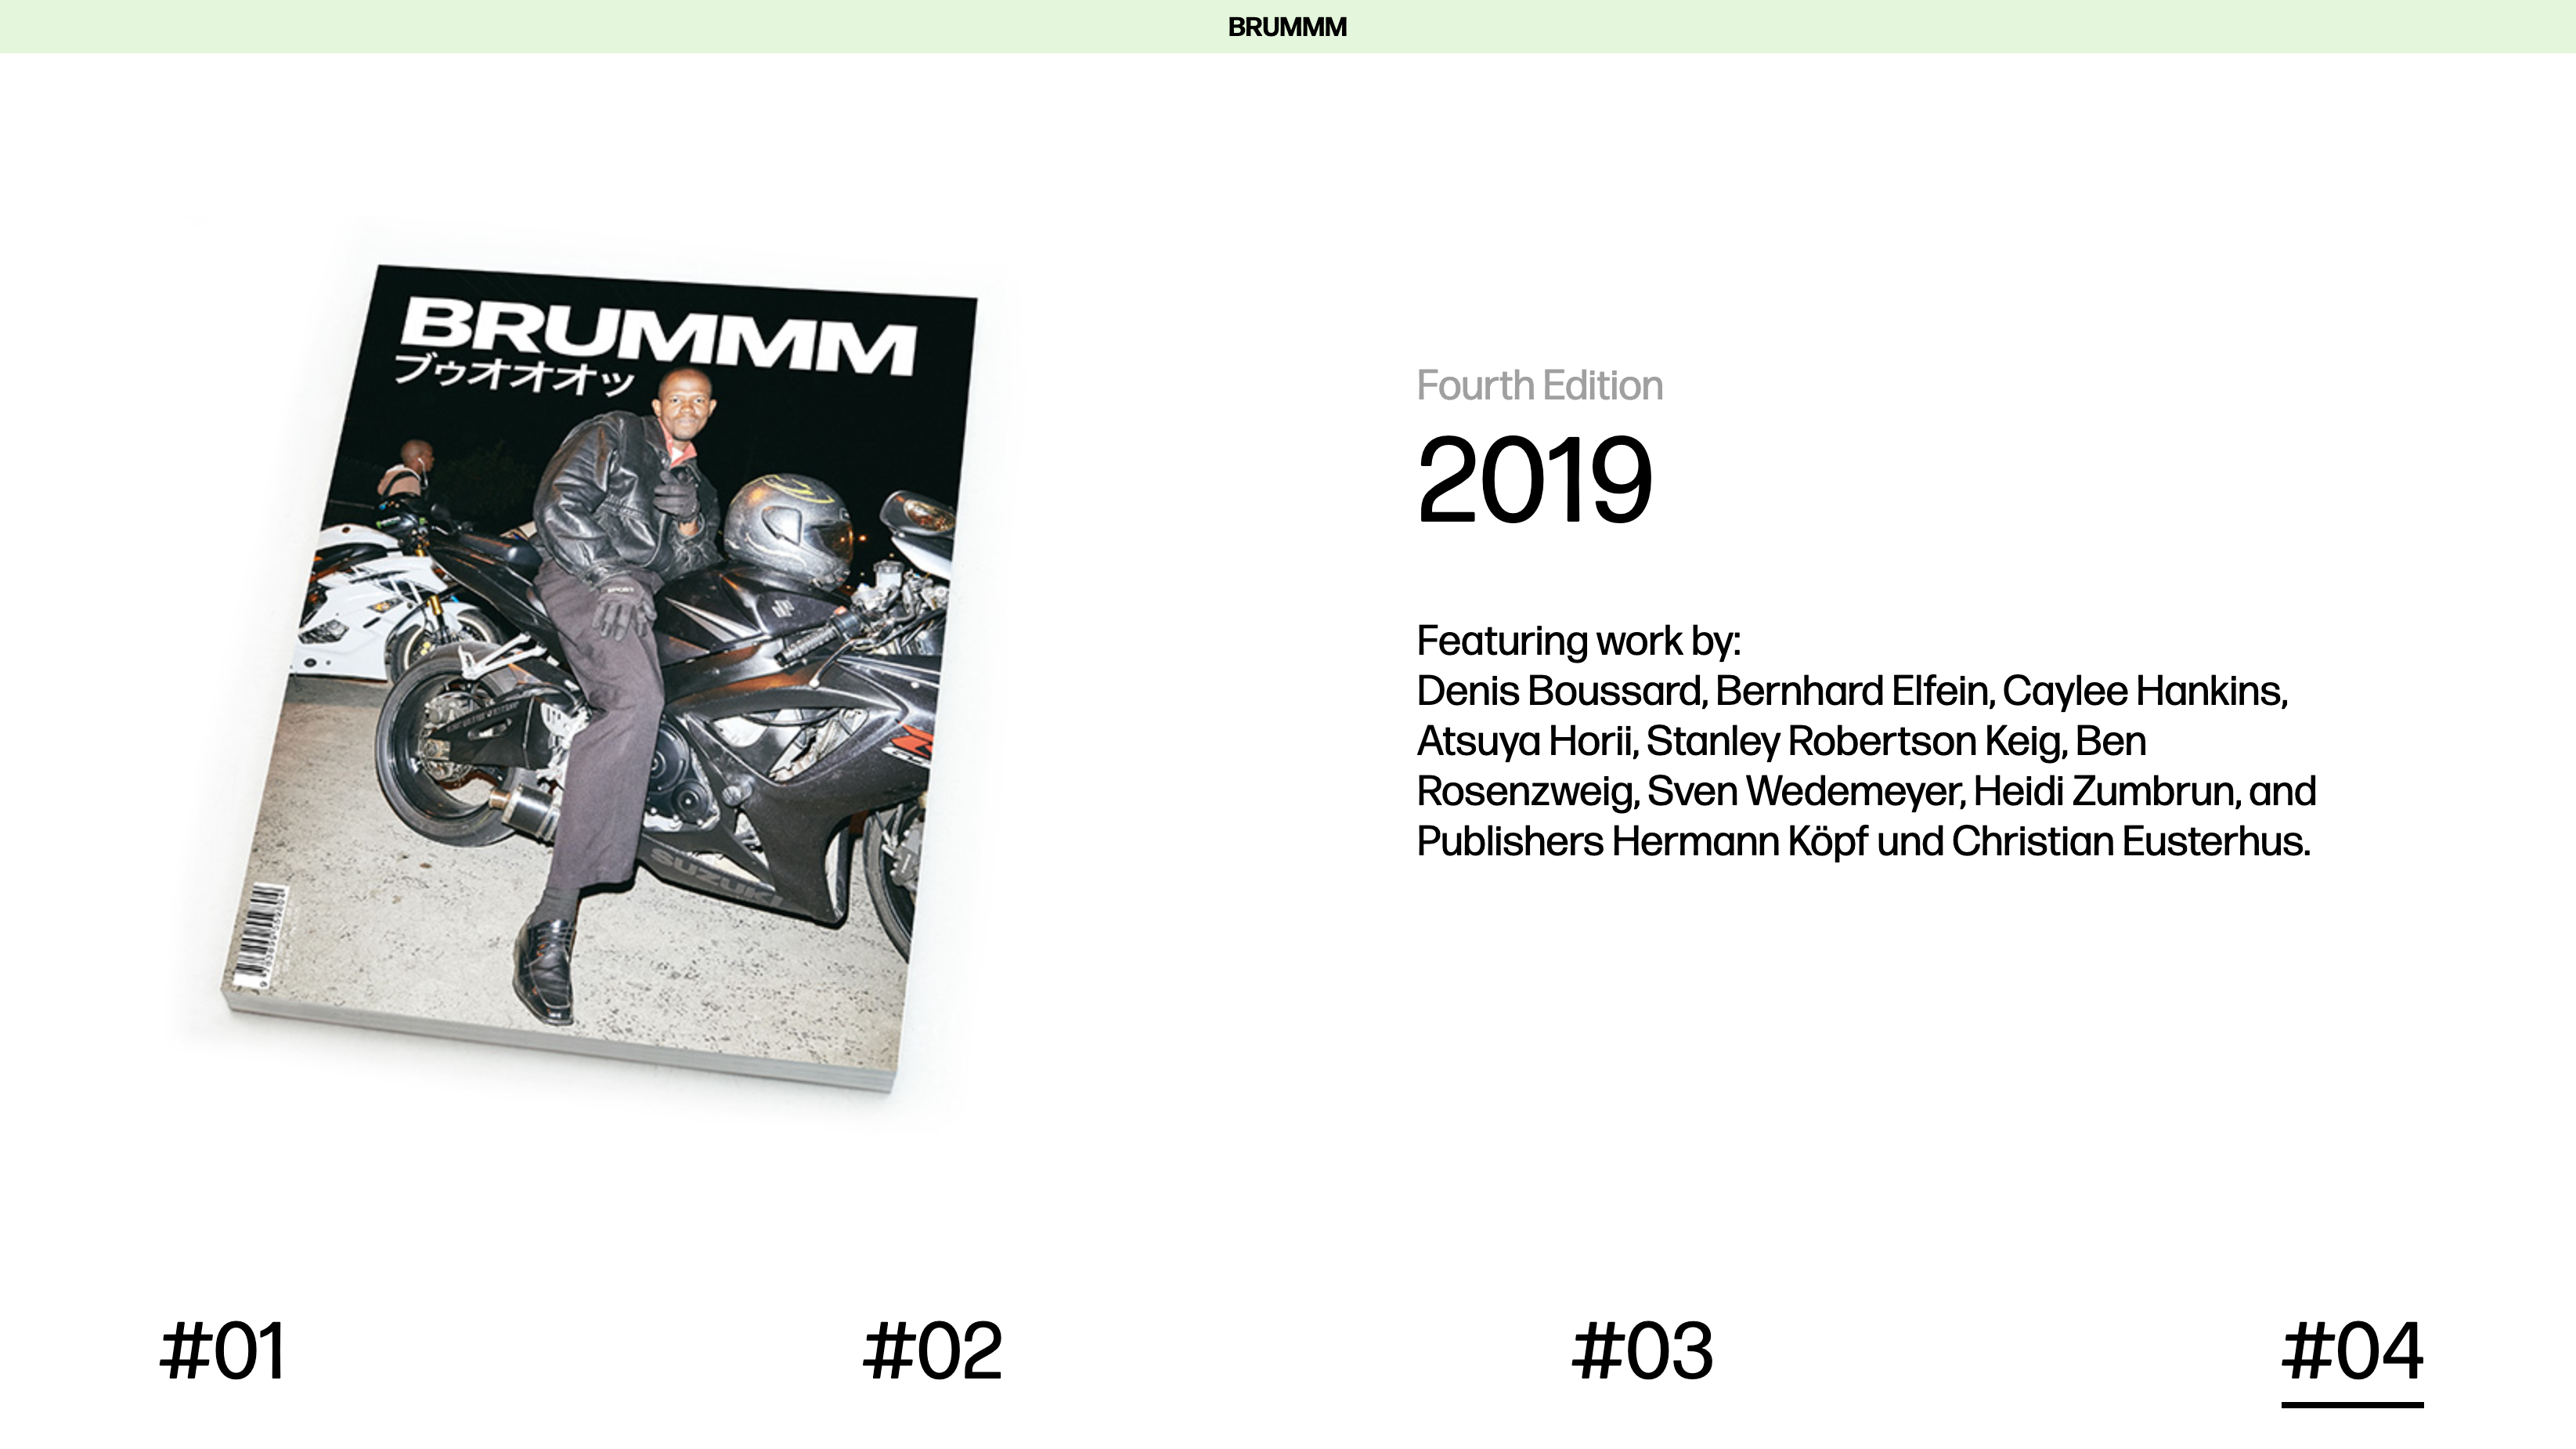 BRUMMM
BRUMMM
ブゥオオオッ
SUZUKI
Fourth Edition
2019
Featuring work by:
Denis Boussard, Bernhard Elfein, Caylee Hankins,
Atsuya Horii, Stanley Robertson Keig, Ben
Rosenzweig, Sven Wedemeyer, Heidi Zumbrun, and
Publishers Hermann Köpf und Christian Eusterhus.
#01
#02
#03
#04